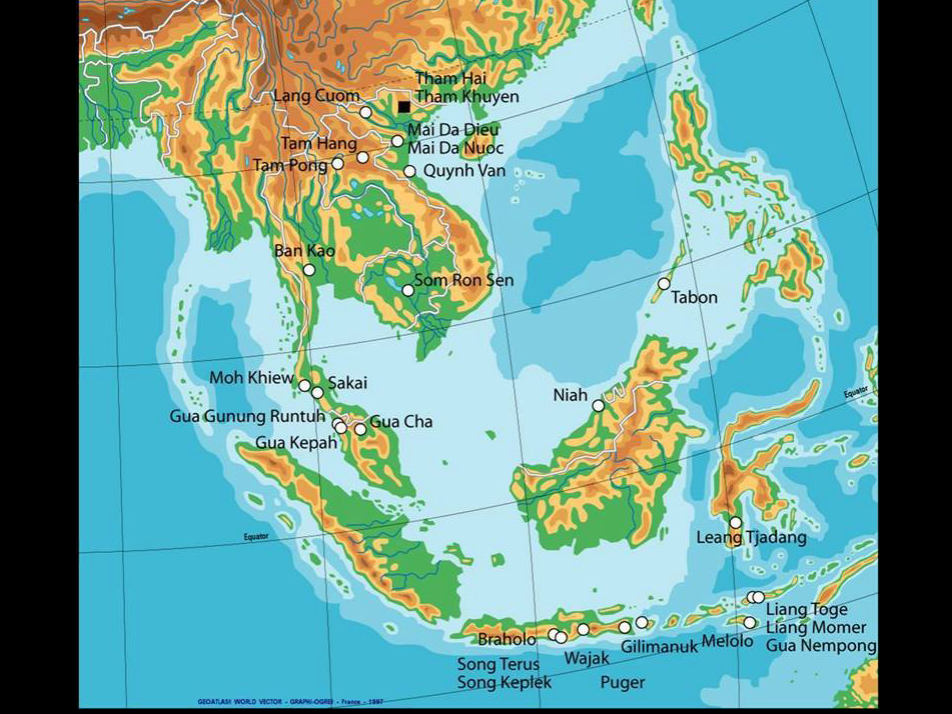 Tham Hai
Tham Khuyen
Lang Cuom
Mai Da Dieu
Mai Da Nuoc
Tam Hang
Tam Pong
Quynh Van
Ban Kao
Som Ron Sen
Tabon
Moh Khiew
Sakai
Niah
Equator
Gua Gunung Runtuh
Gua Cha
Gua Kepah
Equator
Leang Tjadang
Liang Toge
Liang Momer
Gua Nempong
Braholo
Gilimanuk
Melolo
Wajak
Song Terus
Song Keplek
Puger
GEOATLAS® WORLD VECTOR - GRAPHI-OGRE® - France - 1997